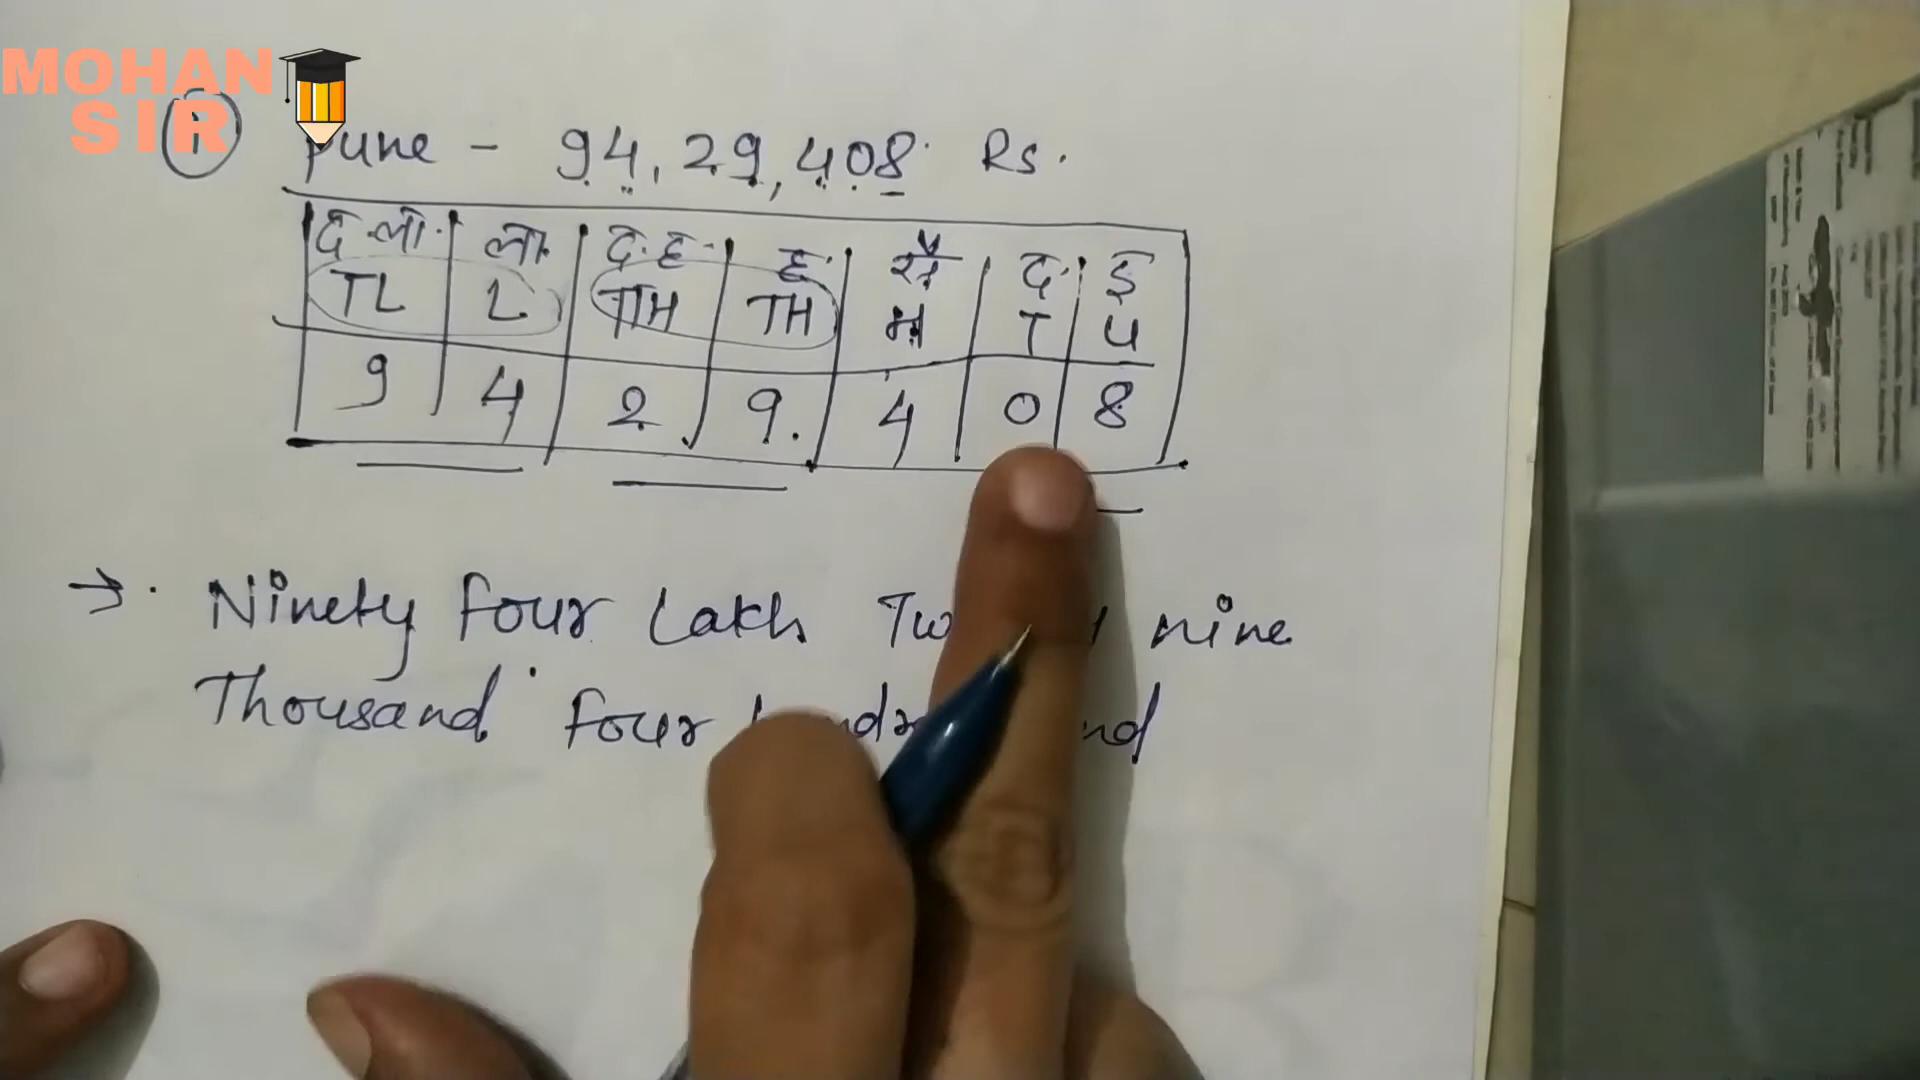 MOHAN
SIR
1 Pune - 94,29,408 Rs.
द.ला. ला. द.ह. ह. द. इ
TL L TTH TH H T U
9 4 2 9 4 0 8
→ Ninety four Lakh nine
Thousand four